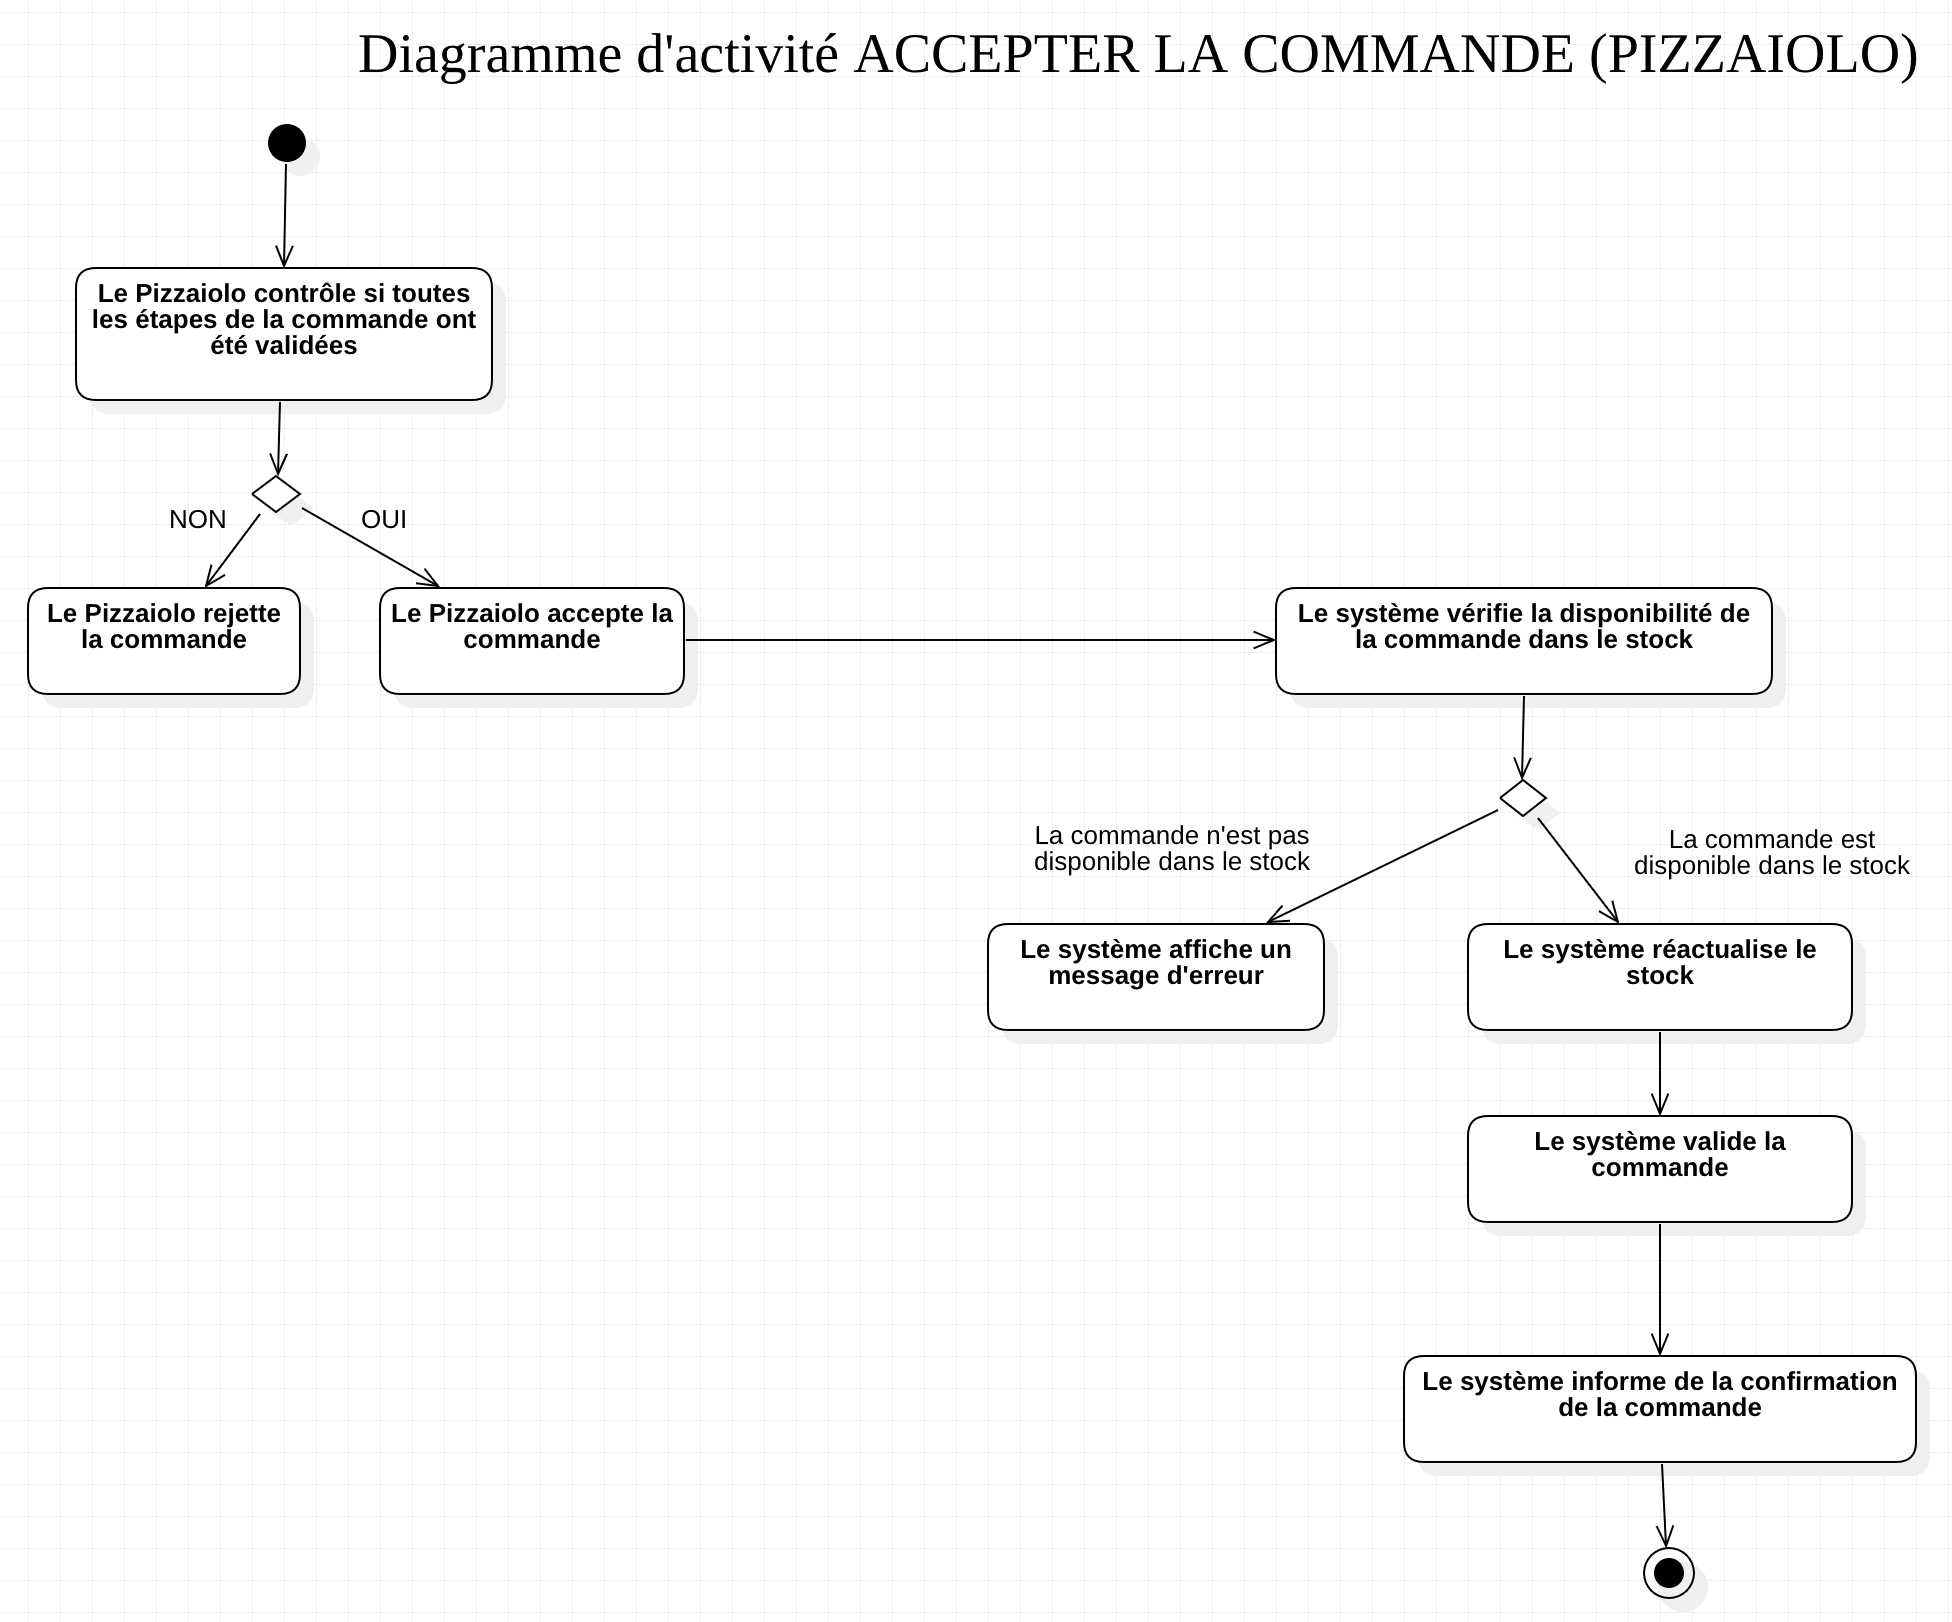 Diagramme d'activité ACCEPTER LA COMMANDE (PIZZAIOLO)
Le Pizzaiolo contrôle si toutes
les étapes de la commande ont
été validées
NON
OUI
Le Pizzaiolo rejette
la commande
Le Pizzaiolo accepte la
commande
Le système vérifie la disponibilité de
la commande dans le stock
La commande n'est pas
disponible dans le stock
La commande est
disponible dans le stock
Le système affiche un
message d'erreur
Le système réactualise le
stock
Le système valide la
commande
Le système informe de la confirmation
de la commande